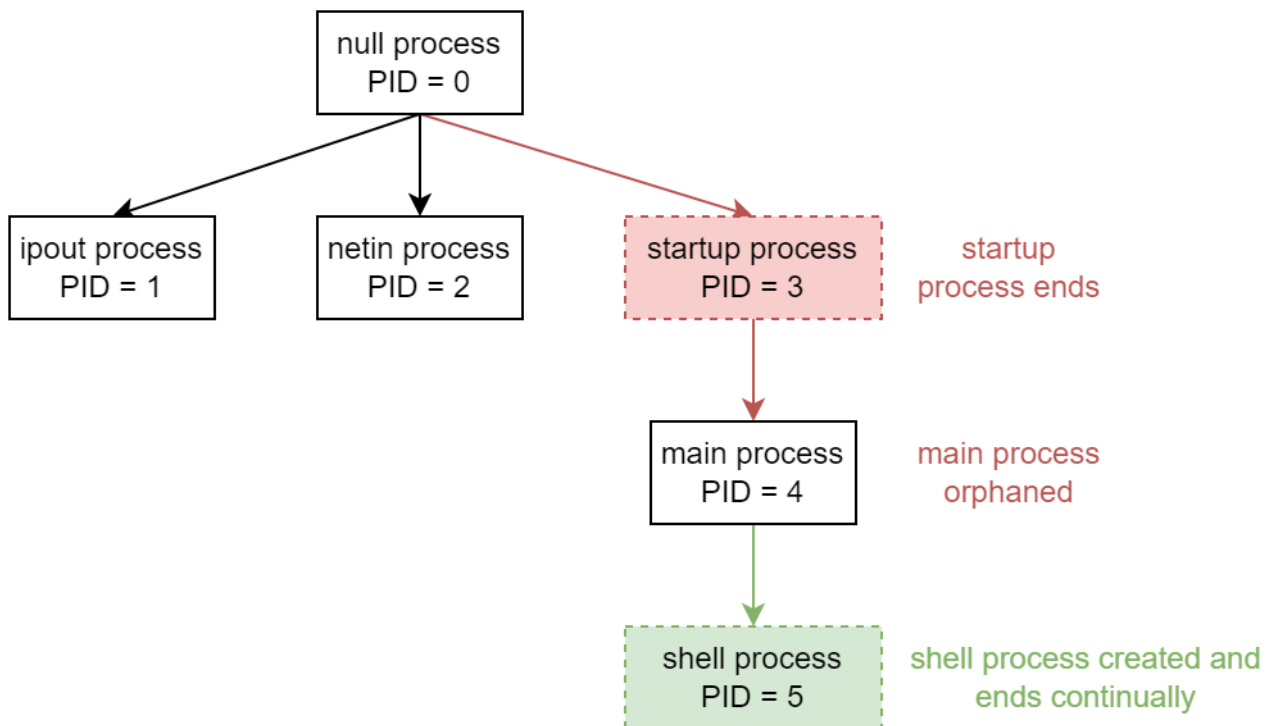 null process
PID = 0
ipout process
PID = 1
netin process
PID = 2
startup process
PID = 3
startup
process ends
main process
PID = 4
main process
orphaned
shell process
PID = 5
shell process created and
ends continually